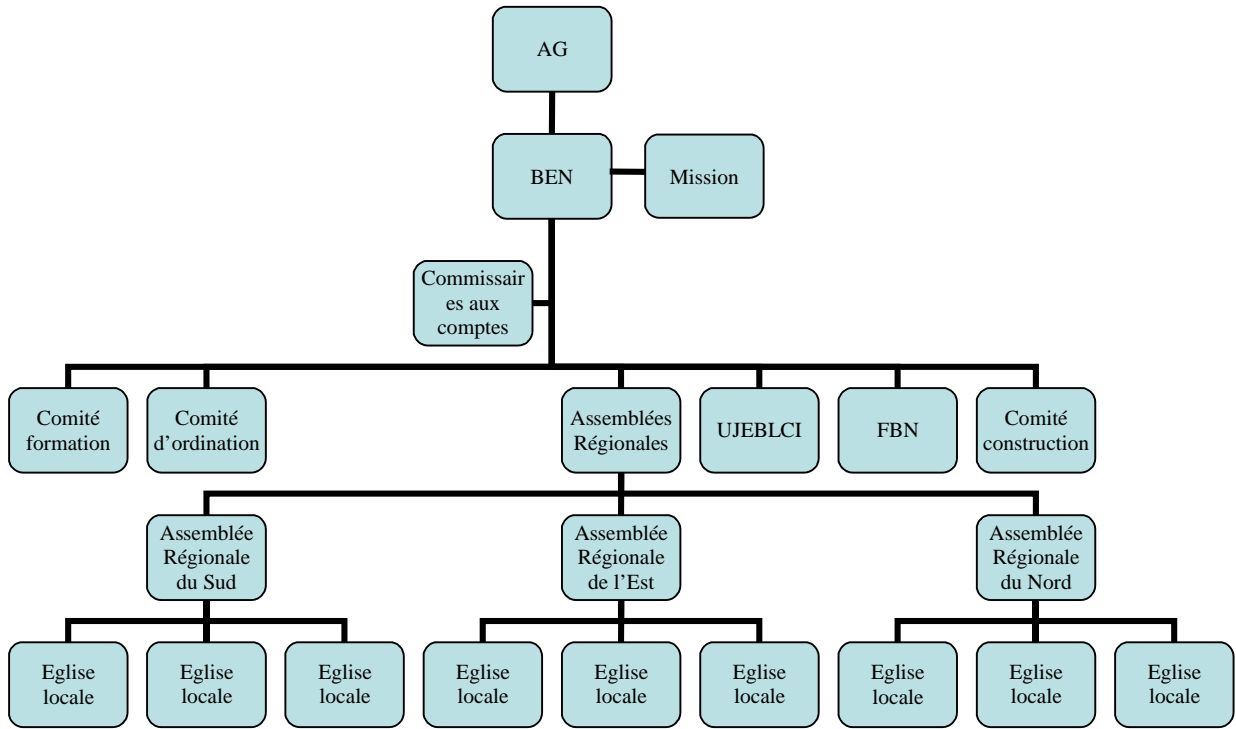 AG
BEN
Mission
Commissair
es aux
comptes
Comité
formation
Comité
d’ordination
Assemblées
Régionales
UJEBLCI
FBN
Comité
construction
Assemblée
Régionale
du Sud
Assemblée
Régionale
de l’Est
Assemblée
Régionale
du Nord
Eglise
locale
Eglise
locale
Eglise
locale
Eglise
locale
Eglise
locale
Eglise
locale
Eglise
locale
Eglise
locale
Eglise
locale